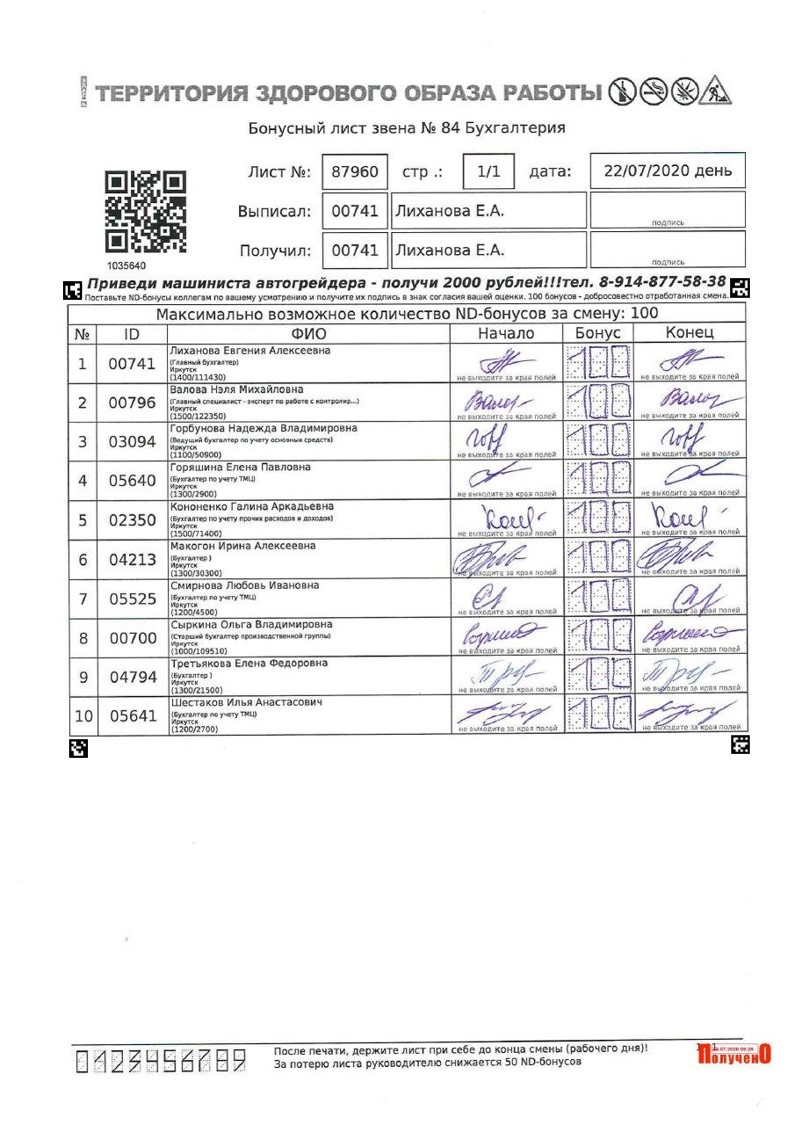 ТЕРРИТОРИЯ ЗДОРОВОГО ОБРАЗА РАБОТЫ
Бонусный лист звена № 84 Бухгалтерия
Лист №: 87960 стр .: 1/1 дата: 22/07/2020 день
Выписал: 00741 Лиханова Е.А. подпись
Получил: 00741 Лиханова Е.А. подпись
1035640
Приведи машиниста автогрейдера - получи 2000 рублей!!!тел. 8-914-877-58-38
Поставьте ND-бонусы коллегам по вашему усмотрению и получите их подпись в знак согласия вашей оценки. 100 бонусов - добросовестно отработанная смена.
Максимально возможное количество ND-бонусов за смену: 100
№ ID ФИО Начало Бонус Конец
1 00741 Лиханова Евгения Алексеевна 100
(Главный бухгалтер)
Иркутск
(1400/111430) не выходите за края полей не выходите за края полей
2 00796 Валова Нэля Михайловна 100
(Главный специалист - эксперт по работе с контролир...)
Иркутск
(1500/122350) не выходите за края полей не выходите за края полей
3 03094 Горбунова Надежда Владимировна 100
(Ведущий бухгалтер по учету основных средств)
Иркутск
(1100/50900) не выходите за края полей не выходите за края полей
4 05640 Горяшина Елена Павловна 100
(Бухгалтер по учету ТМЦ)
Иркутск
(1300/2900) не выходите за края полей не выходите за края полей
5 02350 Кононенко Галина Аркадьевна 100
(Бухгалтер по учету прочих расходов и доходов)
Иркутск
(1500/71400) не выходите за края полей не выходите за края полей
6 04213 Макогон Ирина Алексеевна 100
(Бухгалтер )
Иркутск
(1300/30300) не выходите за края полей не выходите за края полей
7 05525 Смирнова Любовь Ивановна 100
(Бухгалтер по учету ТМЦ)
Иркутск
(1200/4500) не выходите за края полей не выходите за края полей
8 00700 Сыркина Ольга Владимировна 100
(Старший бухгалтер производственной группы)
Иркутск
(1000/109510) не выходите за края полей не выходите за края полей
9 04794 Третьякова Елена Федоровна 100
(Бухгалтер )
Иркутск
(1300/21500) не выходите за края полей не выходите за края полей
10 05641 Шестаков Илья Анастасович 100
(Бухгалтер по учету ТМЦ)
Иркутск
(1200/2700) не выходите за края полей не выходите за края полей
0123456789
После печати, держите лист при себе до конца смены (рабочего дня)!
За потерю листа руководителю снижается 50 ND-бонусов
Получено